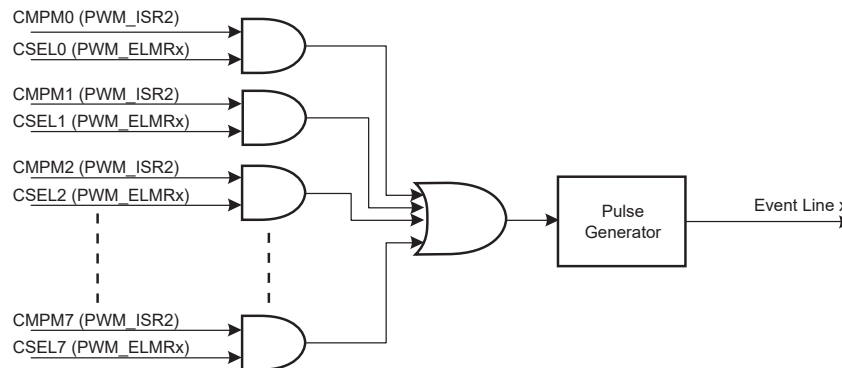 CMPM0 (PWM_ISR2)
CSEL0 (PWM_ELMRx)
CMPM1 (PWM_ISR2)
CSEL1 (PWM_ELMRx)
CMPM2 (PWM_ISR2)
CSEL2 (PWM_ELMRx)
CMPM7 (PWM_ISR2)
CSEL7 (PWM_ELMRx)
Pulse
Generator
Event Line x